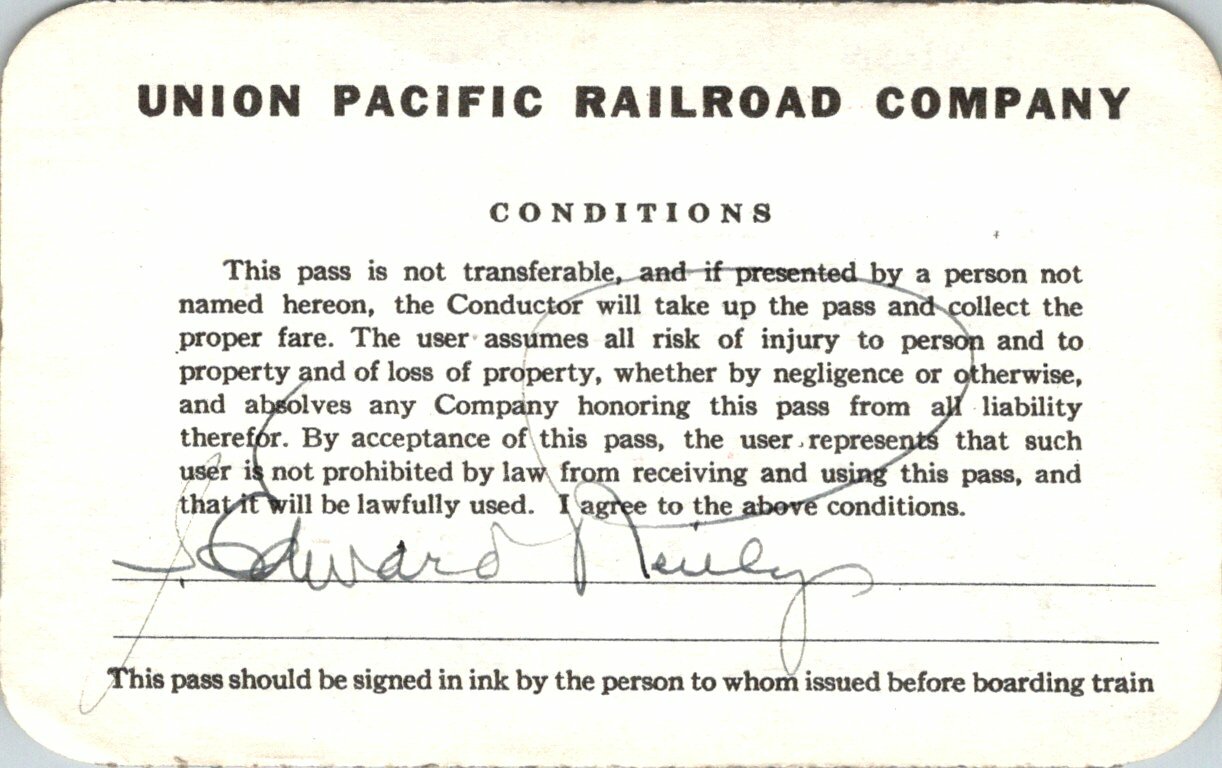 UNION PACIFIC RAILROAD COMPANY
CONDITIONS
This pass is not transferable, and if presented by a person not
named hereon, the Conductor will take up the pass and collect the
proper fare. The user assumes all risk of injury to person and to
property and of loss of property, whether by negligence or otherwise,
and absolves any Company honoring this pass from all liability
therefor. By acceptance of this pass, the user represents that such
user is not prohibited by law from receiving and using this pass, and
that it will be lawfully used. I agree to the above conditions.
J Edward
This pass should be signed in ink by the person to whom issued before boarding train